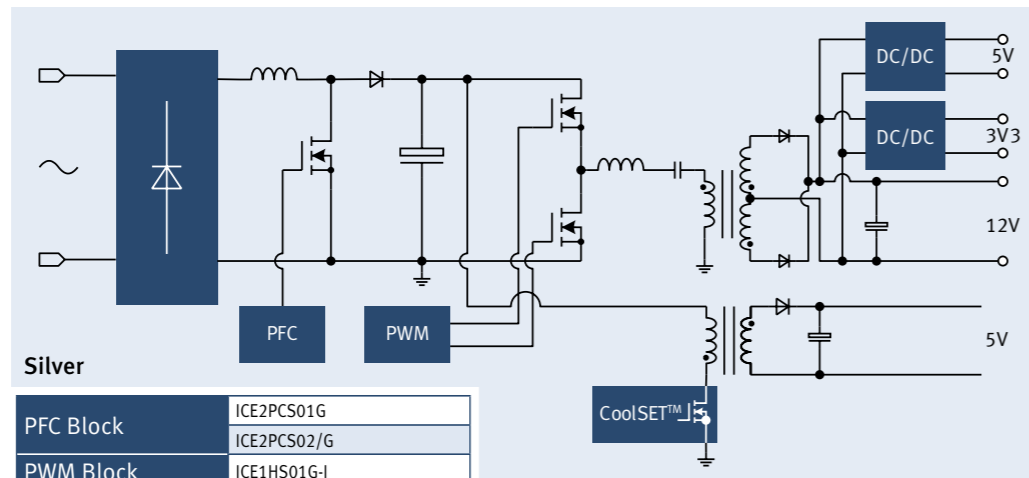 DC/DC
5V
DC/DC
3V3
12V
PFC
PWM
5V
Silver
CoolSET™
PFC Block
ICE2PCS01G
ICE2PCS02/G
PWM Block
ICE1HS01G-I